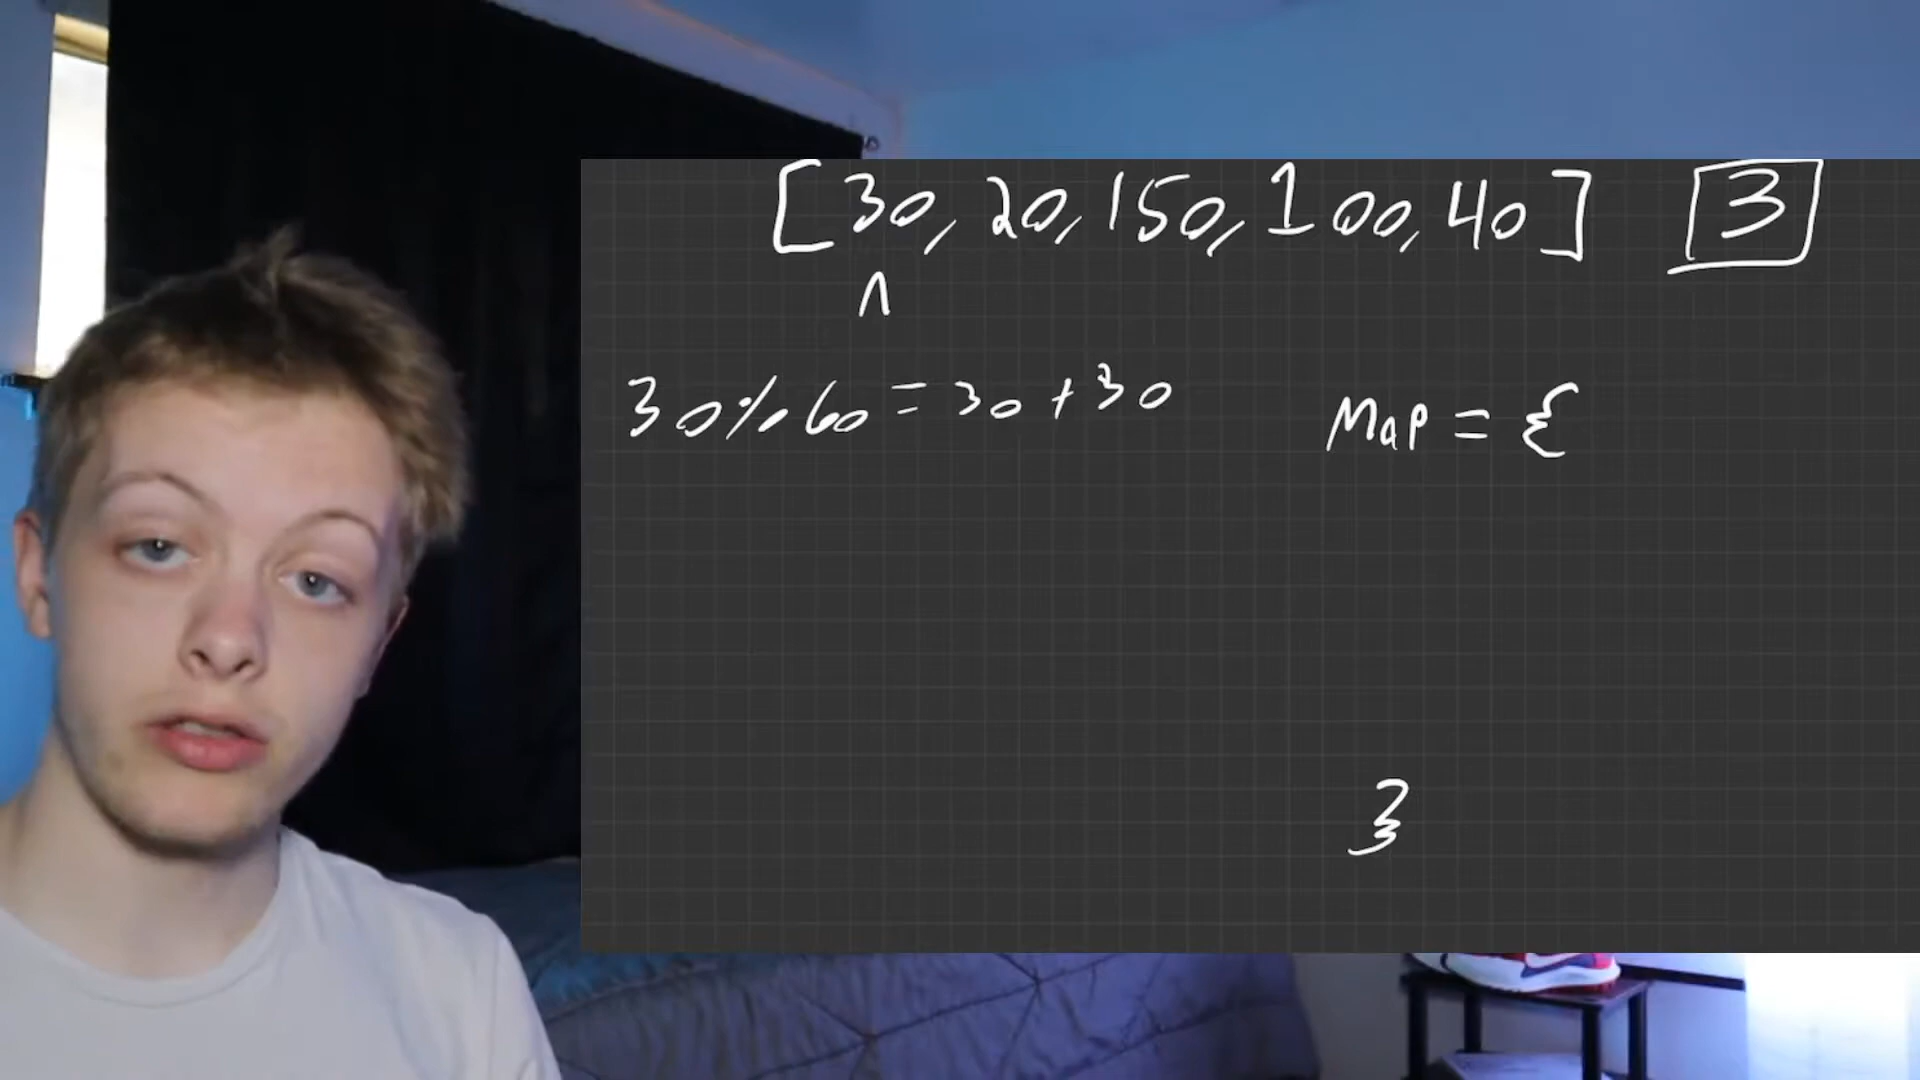 [30, 20, 150, 100, 40] 3
^
30%60=30+30
Map = {
}